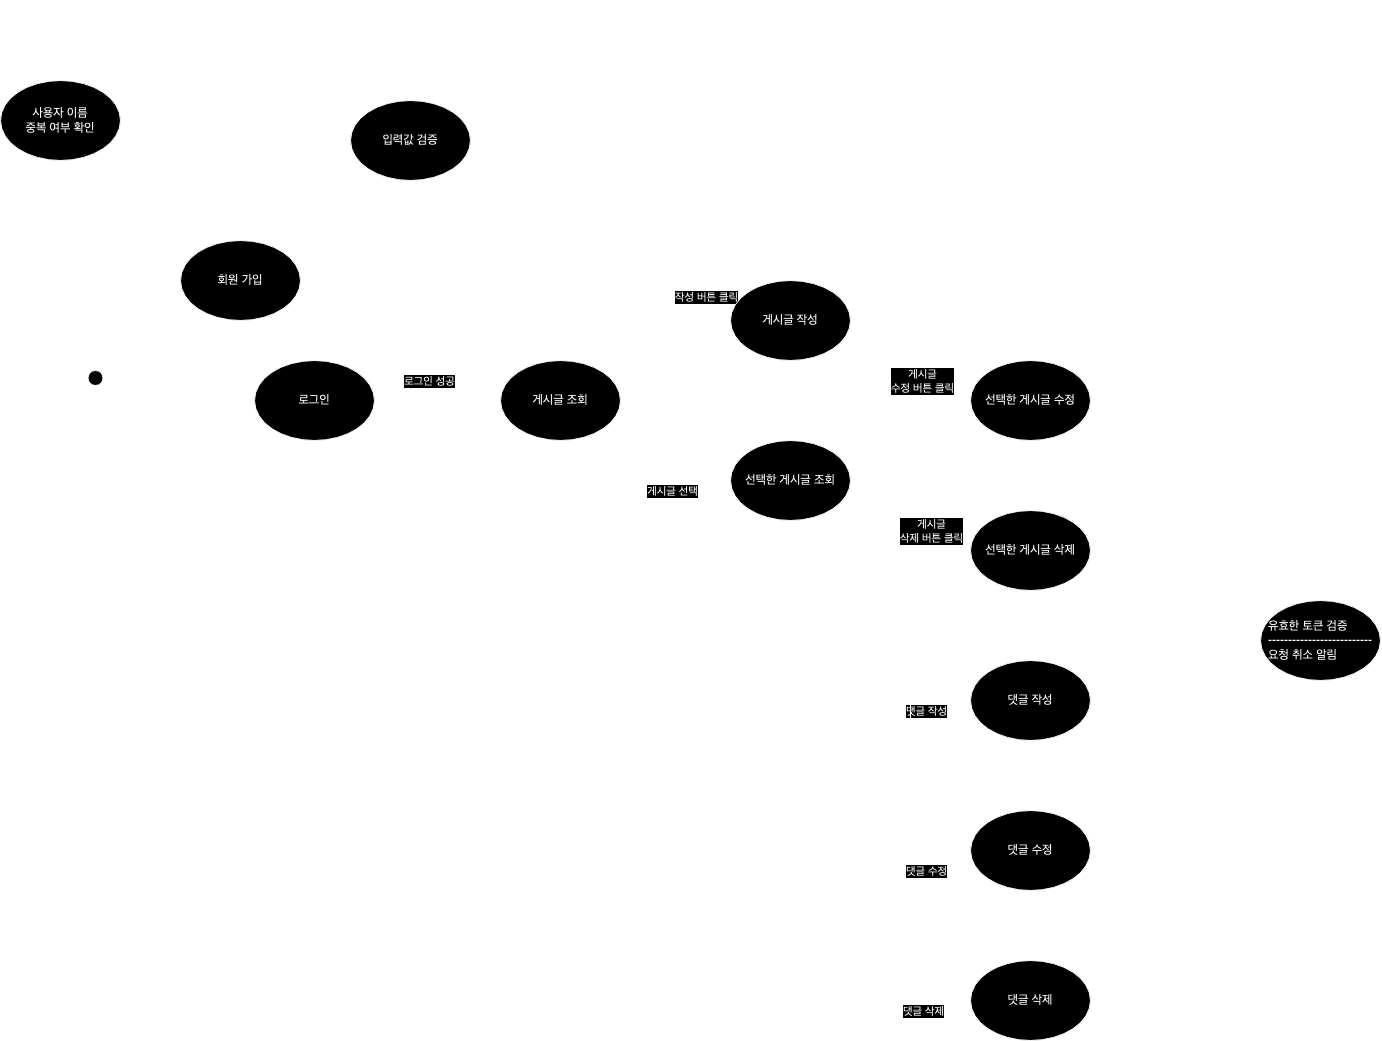 사용자 이름
중복 여부 확인
입력값 검증
회원 가입
작성 버튼 클릭
게시글 작성
로그인
로그인 성공
게시글 조회
게시글
수정 버튼 클릭
선택한 게시글 수정
게시글 선택
선택한 게시글 조회
게시글
삭제 버튼 클릭
선택한 게시글 삭제
유효한 토큰 검증
--------------------------
요청 취소 알림
댓글 작성
댓글 작성
댓글 수정
댓글 수정
댓글 삭제
댓글 삭제